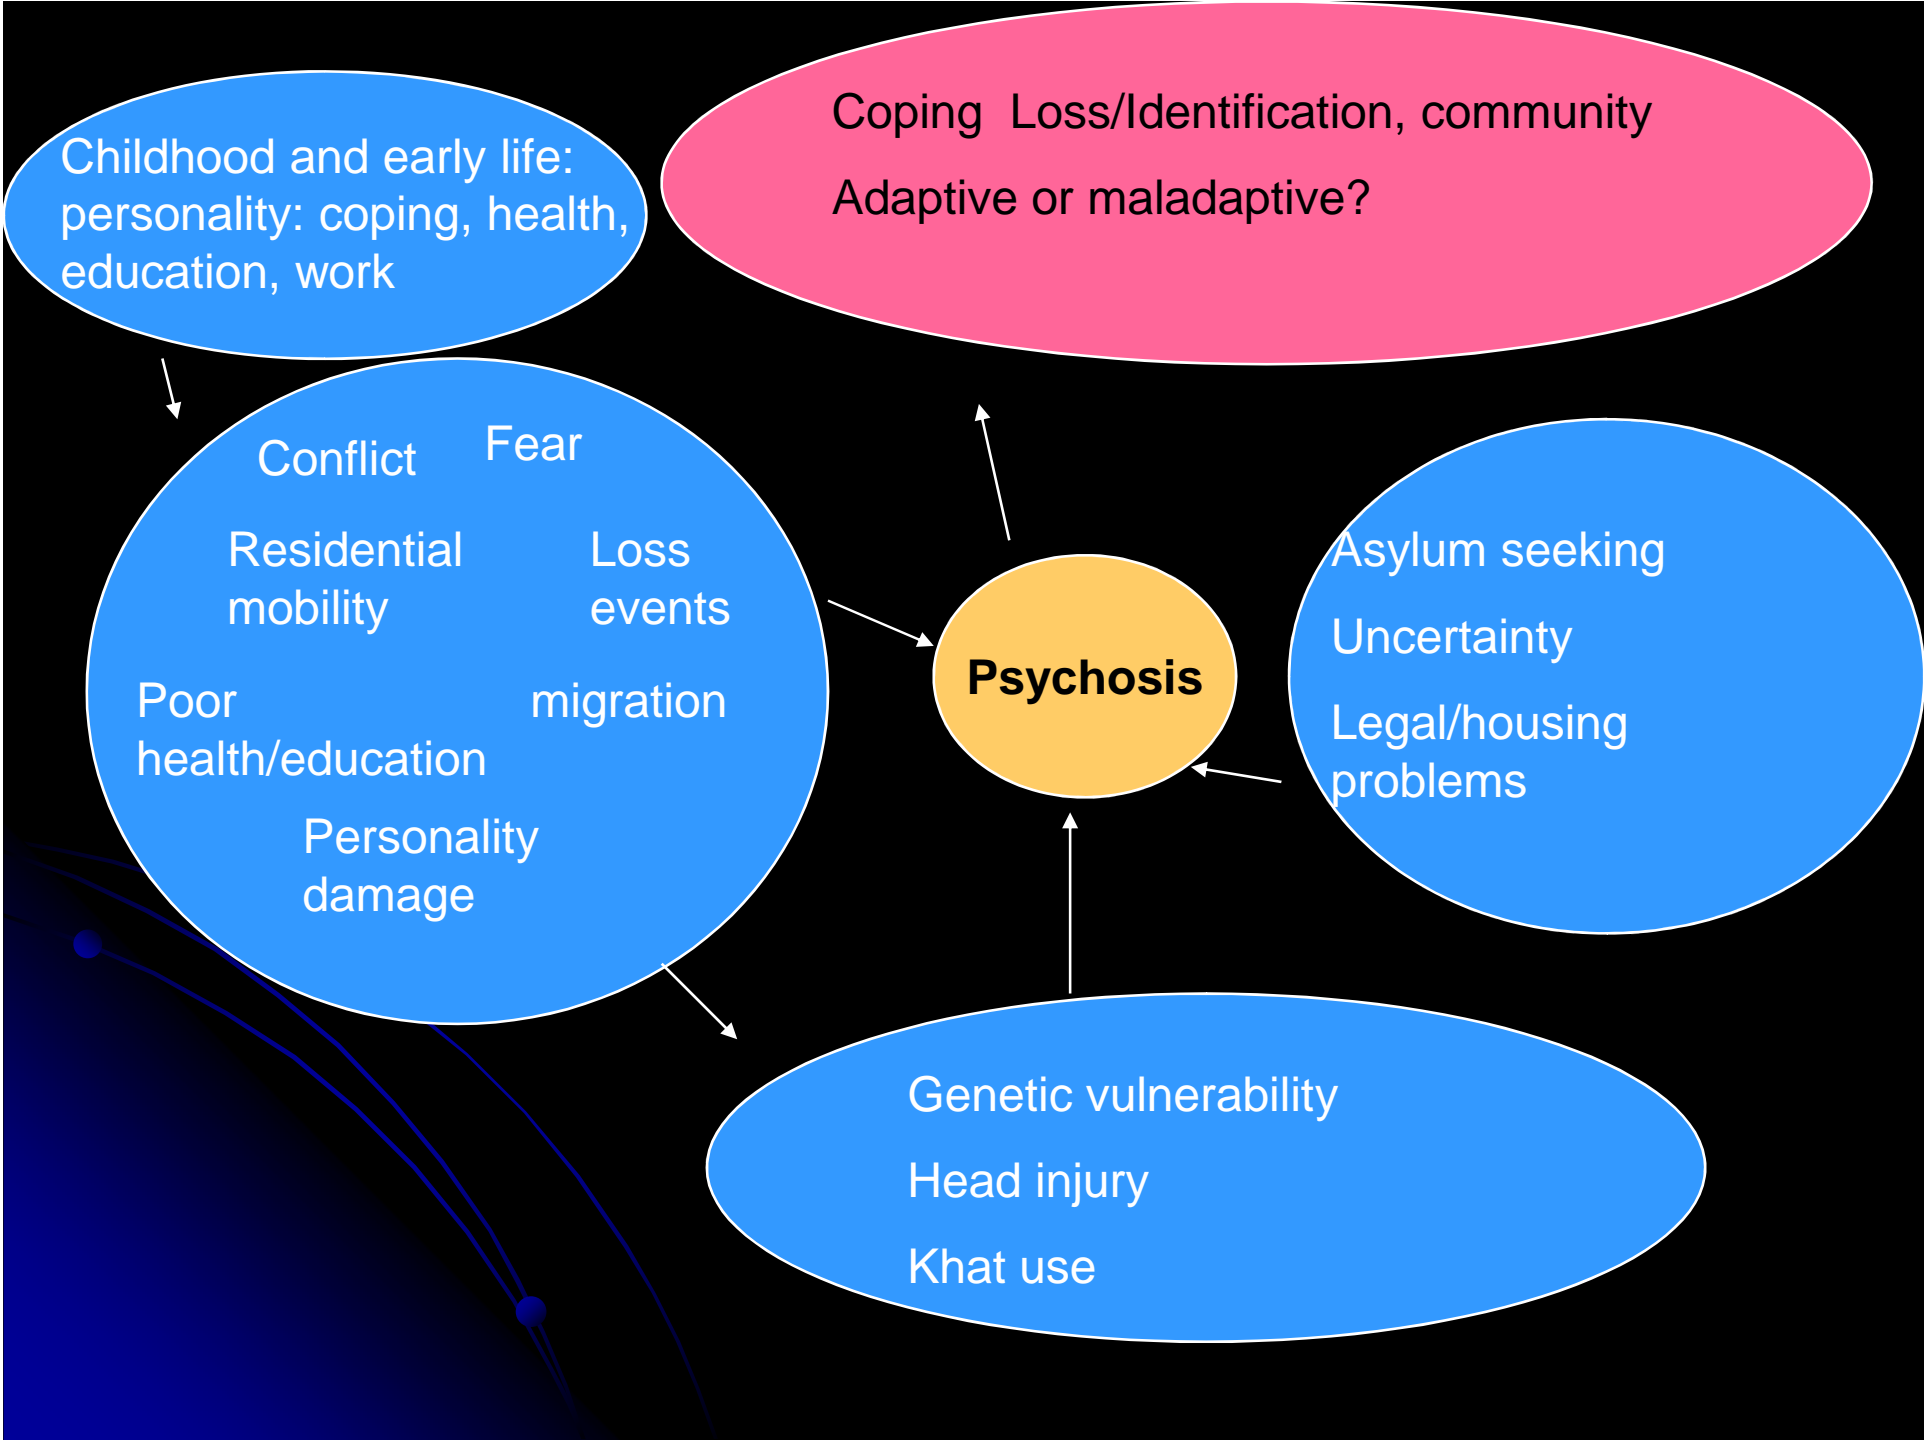 Childhood and early life:
personality: coping, health,
education, work
Coping  Loss/Identification, community
Adaptive or maladaptive?
Conflict
Fear
Residential
mobility
Loss
events
Poor
health/education
migration
Personality
damage
Psychosis
Asylum seeking
Uncertainty
Legal/housing
problems
Genetic vulnerability
Head injury
Khat use